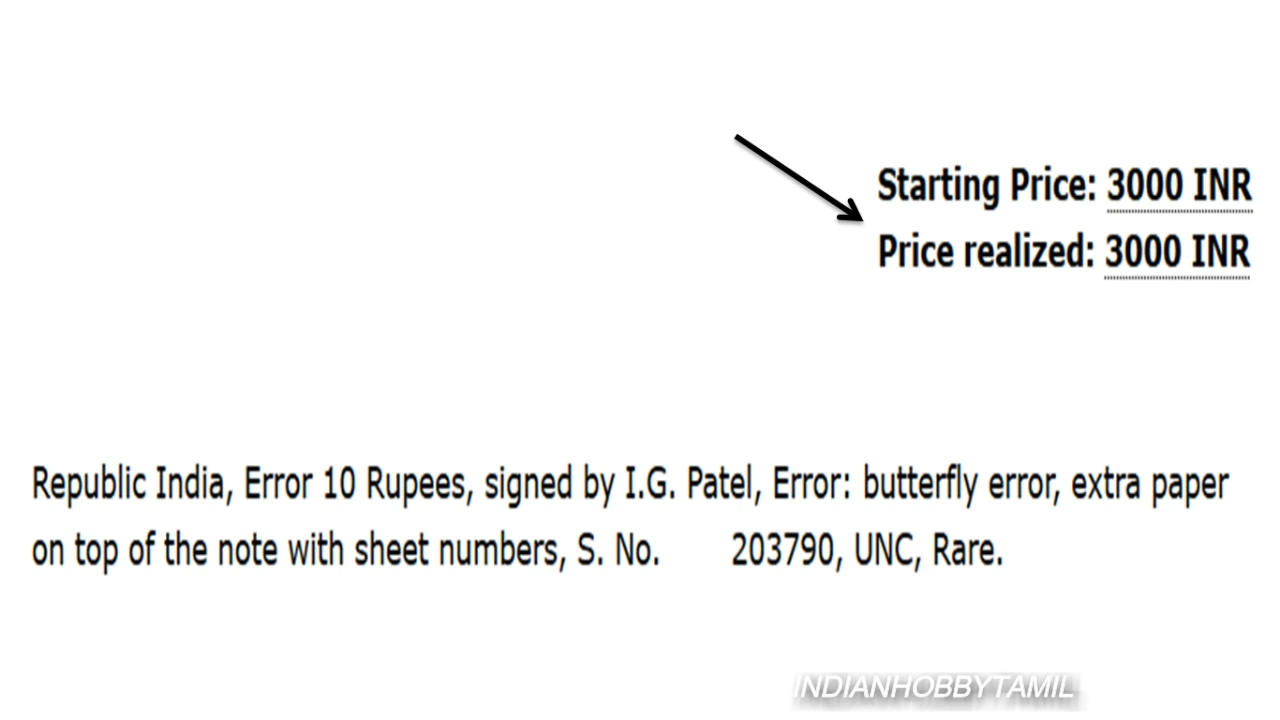 Starting Price: 3000 INR
Price realized: 3000 INR
Republic India, Error 10 Rupees, signed by I.G. Patel, Error: butterfly error, extra paper
on top of the note with sheet numbers, S. No. 203790, UNC, Rare.
INDIANHOBBYTAMIL